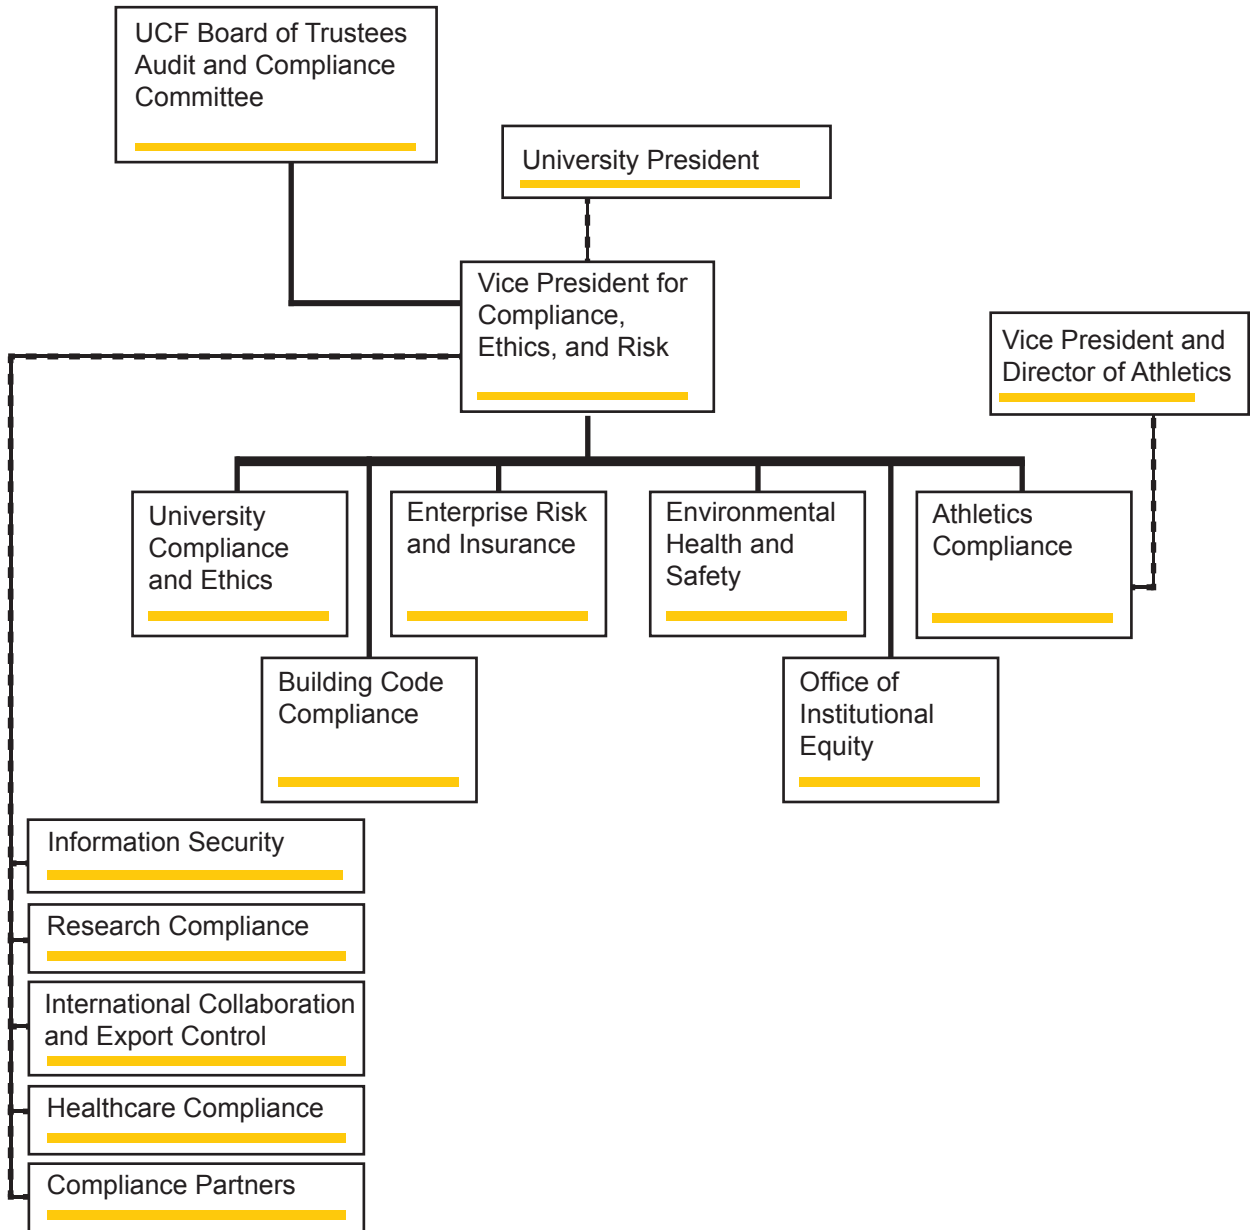 UCF Board of Trustees
Audit and Compliance
Committee
University President
Vice President for
Compliance,
Ethics, and Risk
Vice President and
Director of Athletics
University
Compliance
and Ethics
Enterprise Risk
and Insurance
Environmental
Health and
Safety
Athletics
Compliance
Building Code
Compliance
Office of
Institutional
Equity
Information Security
Research Compliance
International Collaboration
and Export Control
Healthcare Compliance
Compliance Partners